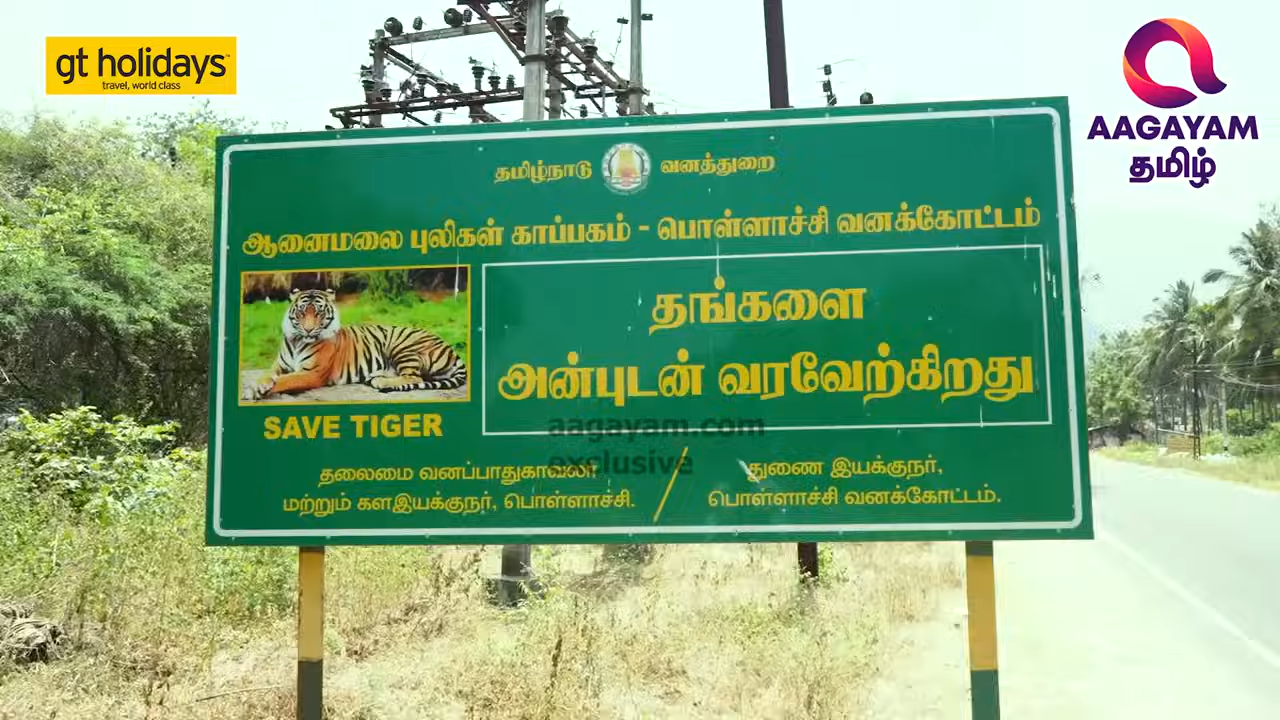 gt holidays
travel, world class
AAGAYAM
தமிழ்
தமிழ்நாடு வனத்துறை
ஆனைமலை புலிகள் காப்பகம் - பொள்ளாச்சி வனக்கோட்டம்
தங்களை
அன்புடன் வரவேற்கிறது
SAVE TIGER
aagayam.com
exclusive
தலைமை வனப்பாதுகாவலர்
மற்றும் களஇயக்குநர், பொள்ளாச்சி.
/
துணை இயக்குநர்,
பொள்ளாச்சி வனக்கோட்டம்.